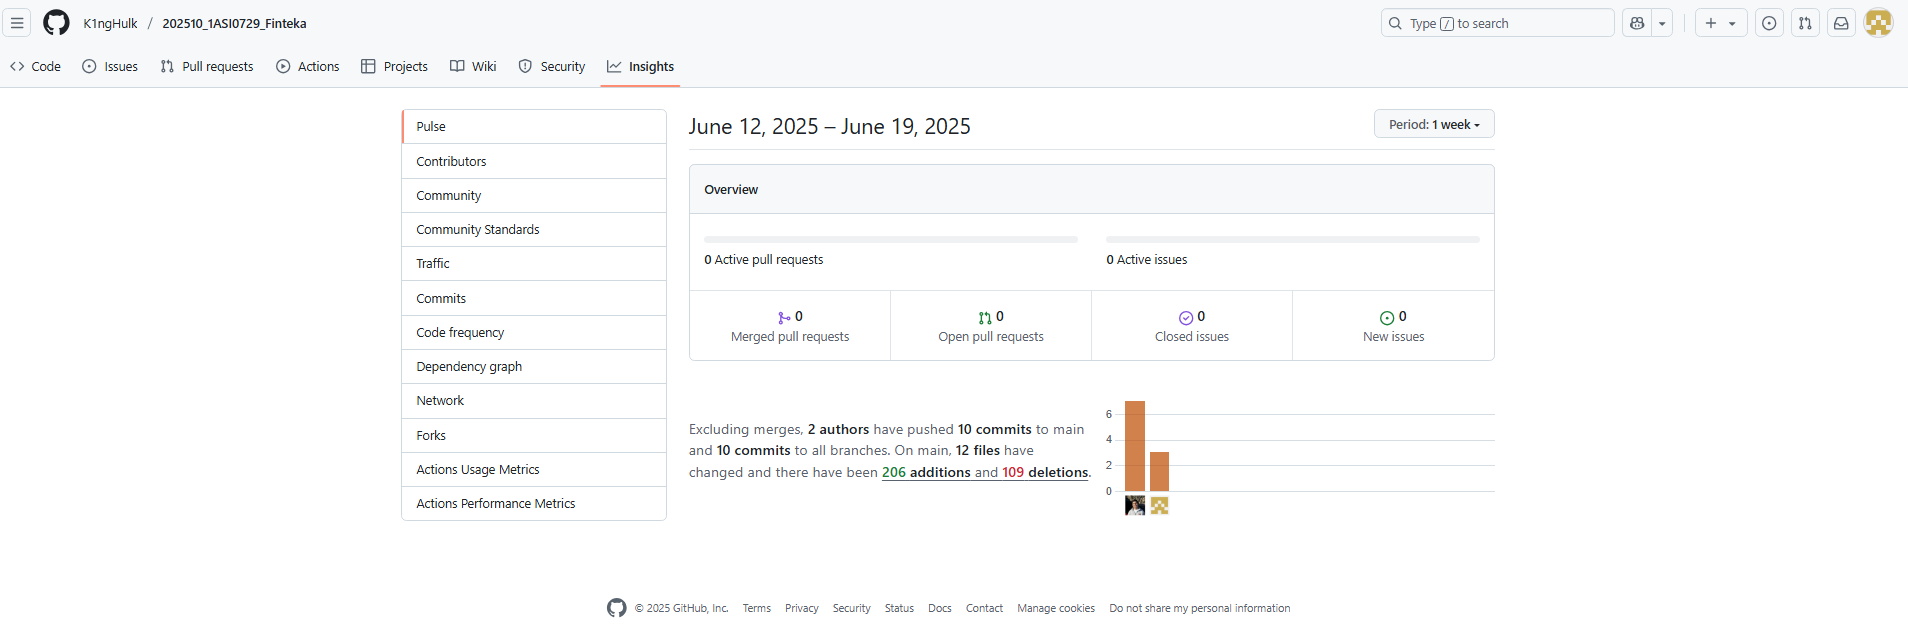 K1ngHulk / 202510_1ASI0729_Finteka
Type / to search
Code Issues Pull requests Actions Projects Wiki Security Insights
Pulse
Contributors
Community
Community Standards
Traffic
Commits
Code frequency
Dependency graph
Network
Forks
Actions Usage Metrics
Actions Performance Metrics
June 12, 2025 – June 19, 2025
Period: 1 week
Overview
0 Active pull requests
0 Active issues
0
Merged pull requests
0
Open pull requests
0
Closed issues
0
New issues
Excluding merges, 2 authors have pushed 10 commits to main
and 10 commits to all branches. On main, 12 files have
changed and there have been 206 additions and 109 deletions.
6
4
2
0
© 2025 GitHub, Inc. Terms Privacy Security Status Docs Contact Manage cookies Do not share my personal information